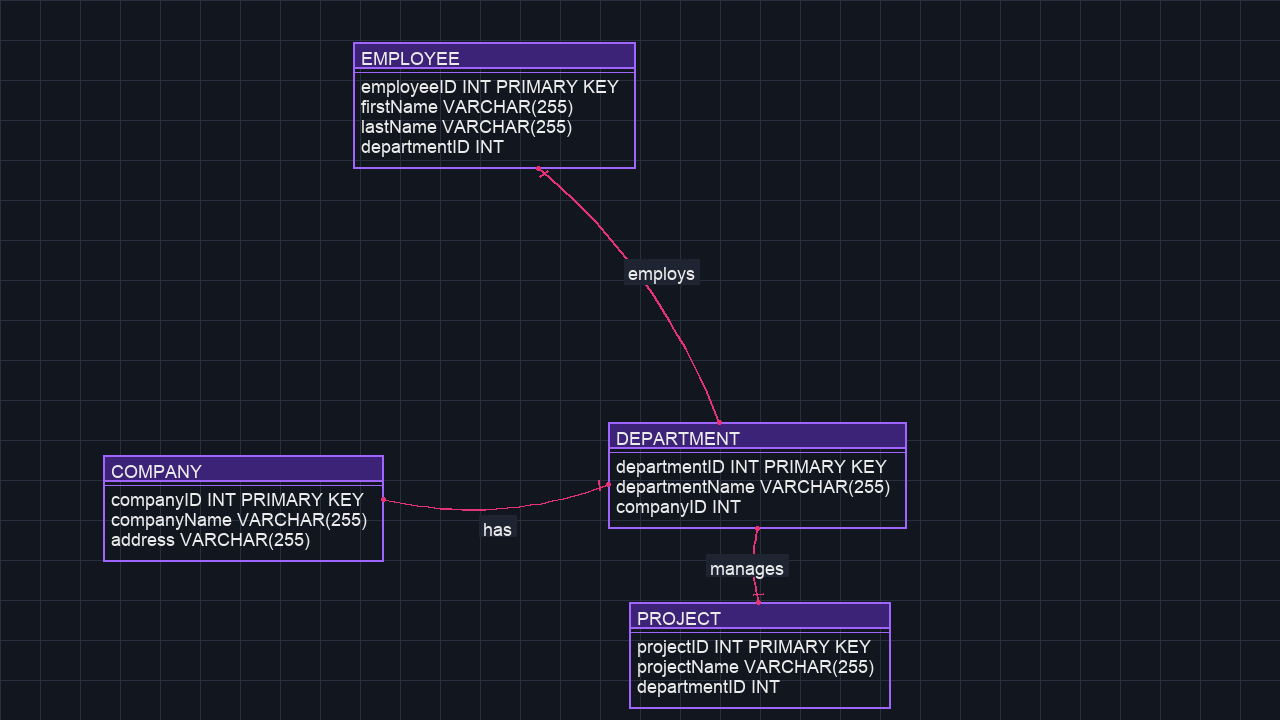 EMPLOYEE
employeeID INT PRIMARY KEY
firstName VARCHAR(255)
lastName VARCHAR(255)
departmentID INT
employs
DEPARTMENT
departmentID INT PRIMARY KEY
departmentName VARCHAR(255)
companyID INT
COMPANY
companyID INT PRIMARY KEY
companyName VARCHAR(255)
address VARCHAR(255)
has
manages
PROJECT
projectID INT PRIMARY KEY
projectName VARCHAR(255)
departmentID INT